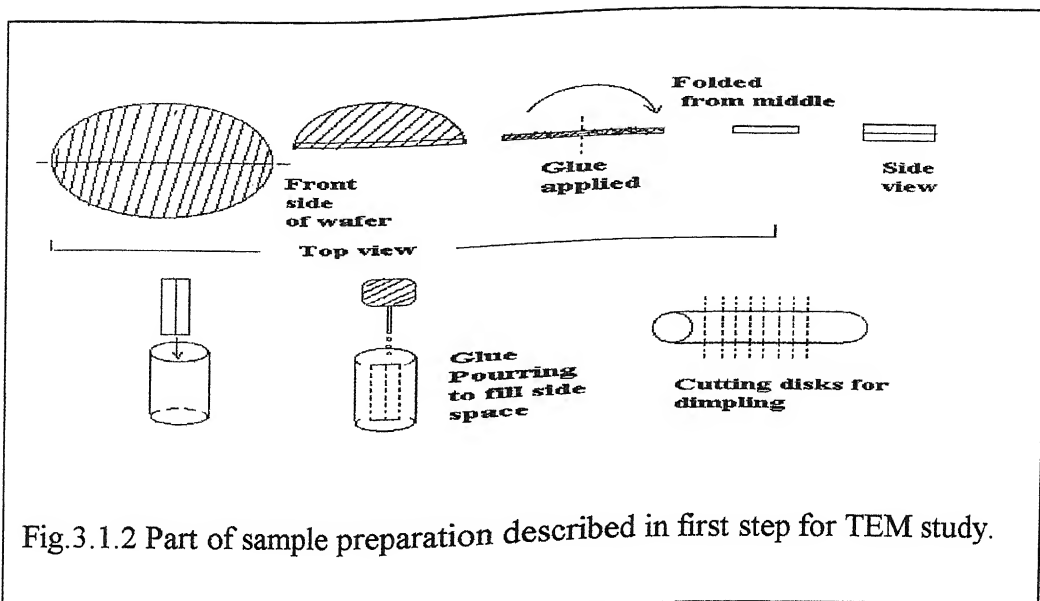 Folded
from middle
Front
side
of wafer
Glue
applied
Side
view
Top view
Glue
Pourring
to fill side
space
Cutting disks for
dimpling
Fig.3.1.2 Part of sample preparation described in first step for TEM study.